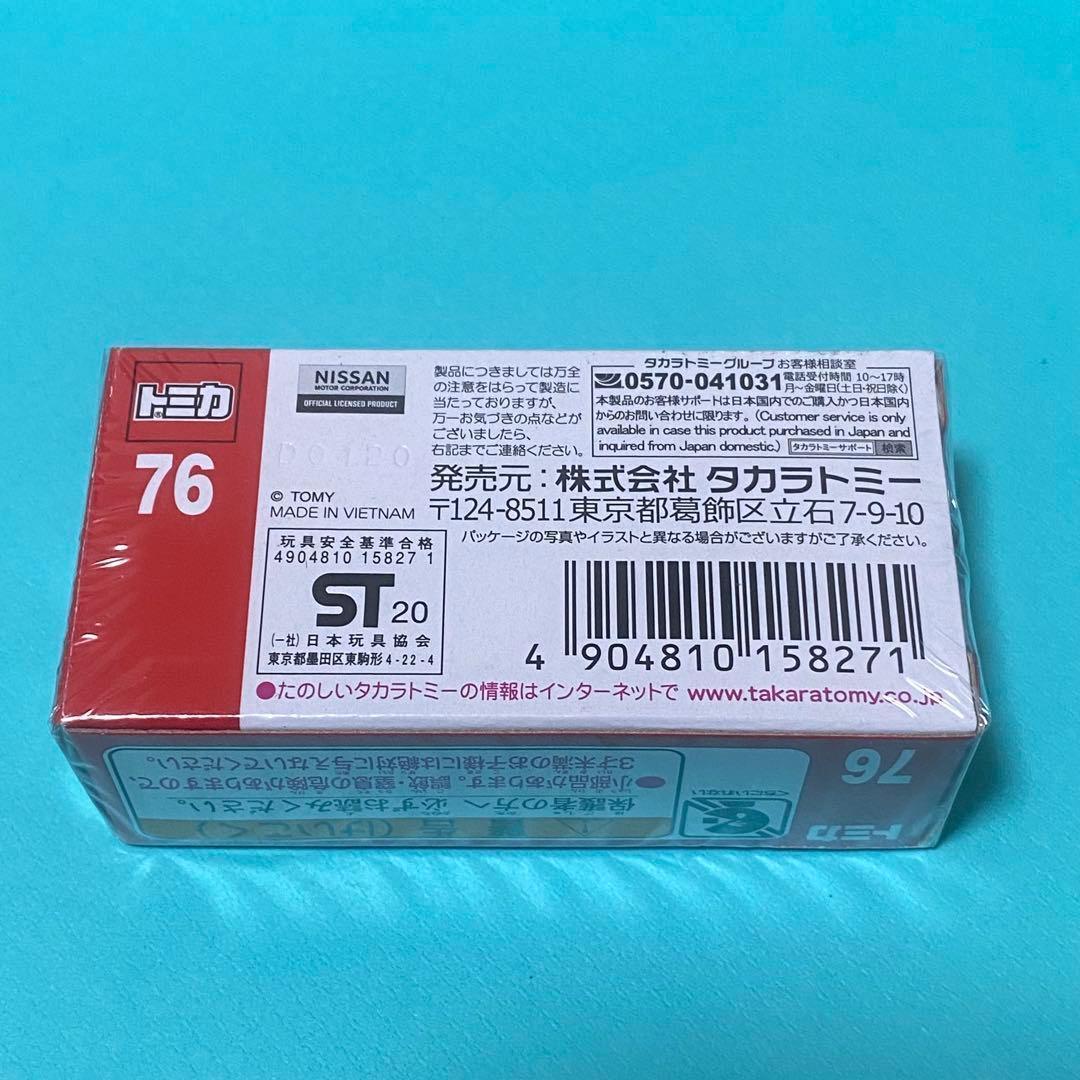 トミカ
®
76
NISSAN
MOTOR CORPORATION
OFFICIAL LICENSED PRODUCT
© TOMY
MADE IN VIETNAM
製品につきましては万全
の注意をはらって製造に
当たっておりますが、
万一お気づきの点などが
ございましたら、
右記までご連絡ください。
タカラトミーグループ お客様相談室
0570-041031 電話受付時間 10〜17時
月〜金曜日(土日・祝日除く)
本製品のお客様サポートは日本国内でのご購入かつ日本国内
からのお問い合わせに限ります。(Customer service is only
available in case this product purchased in Japan and
inquired from Japan domestic.) タカラトミーサポート 検索
発売元：株式会社 タカラトミー
〒124-8511 東京都葛飾区立石7-9-10
パッケージの写真やイラストと異なる場合がございますがご了承ください。
玩具安全基準合格
4904810 15827 1
ST 20
(一社)日本玩具協会
東京都墨田区東駒形4-22-4
4 904810 158271
●たのしいタカラトミーの情報はインターネットで www.takaratomy.co.jp
警告(けいこく)
保護者の方へ 必ずお読みください。
●小部品があります。誤飲・窒息の危険がありますので、
3才未満のお子様には絶対に与えないでください。
くちにいれない
トミカ
76